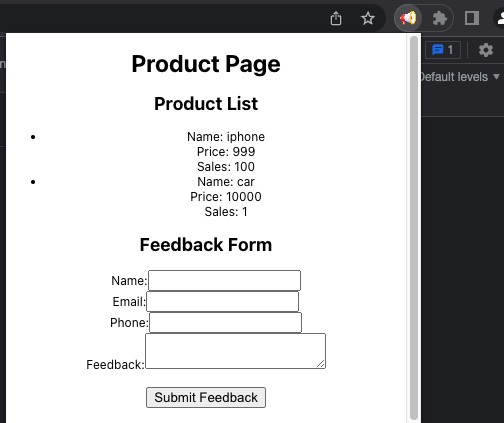 1
Default levels
Product Page
Product List
Name: iphone
Price: 999
Sales: 100
Name: car
Price: 10000
Sales: 1
Feedback Form
Name:
Email:
Phone:
Feedback:
Submit Feedback